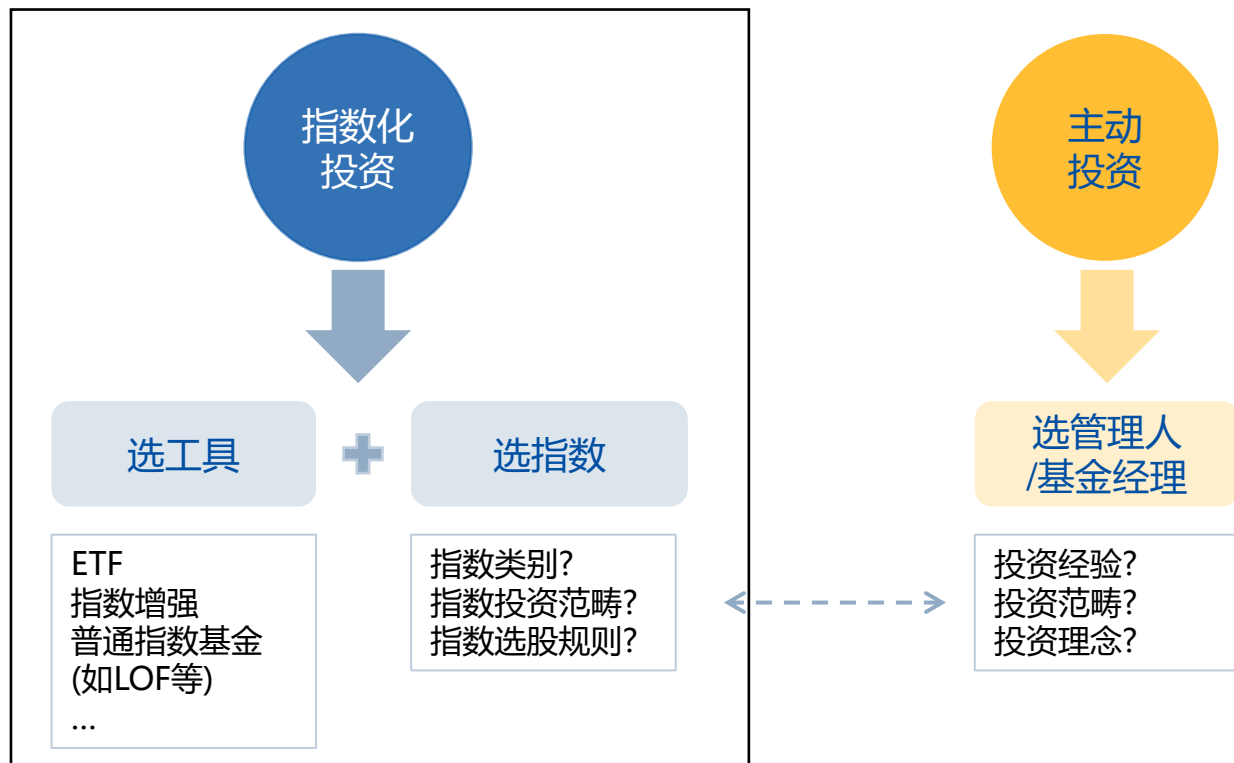 指数化
投资
主动
投资
选工具
选指数
选管理人
/基金经理
ETF
指数增强
普通指数基金
(如LOF等)
...
指数类别?
指数投资范畴?
指数选股规则?
投资经验?
投资范畴?
投资理念?